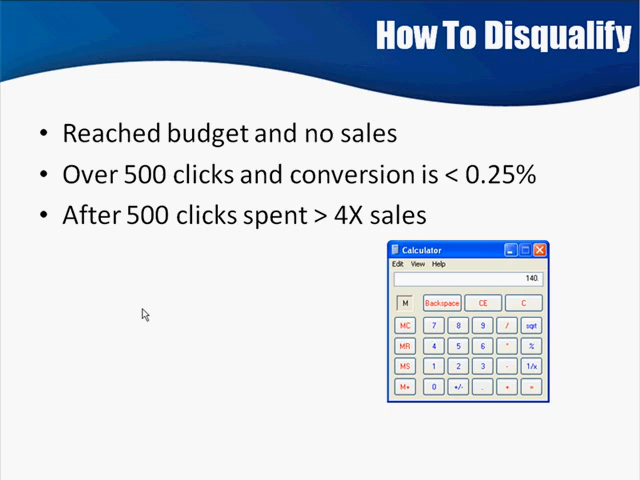 How To Disqualify
• Reached budget and no sales
• Over 500 clicks and conversion is < 0.25%
• After 500 clicks spent > 4X sales
Calculator
Edit View Help
140.
M Backspace CE C
MC 7 8 9 / sqrt
MR 4 5 6 * %
MS 1 2 3 - 1/x
M+ 0 +/- . + =